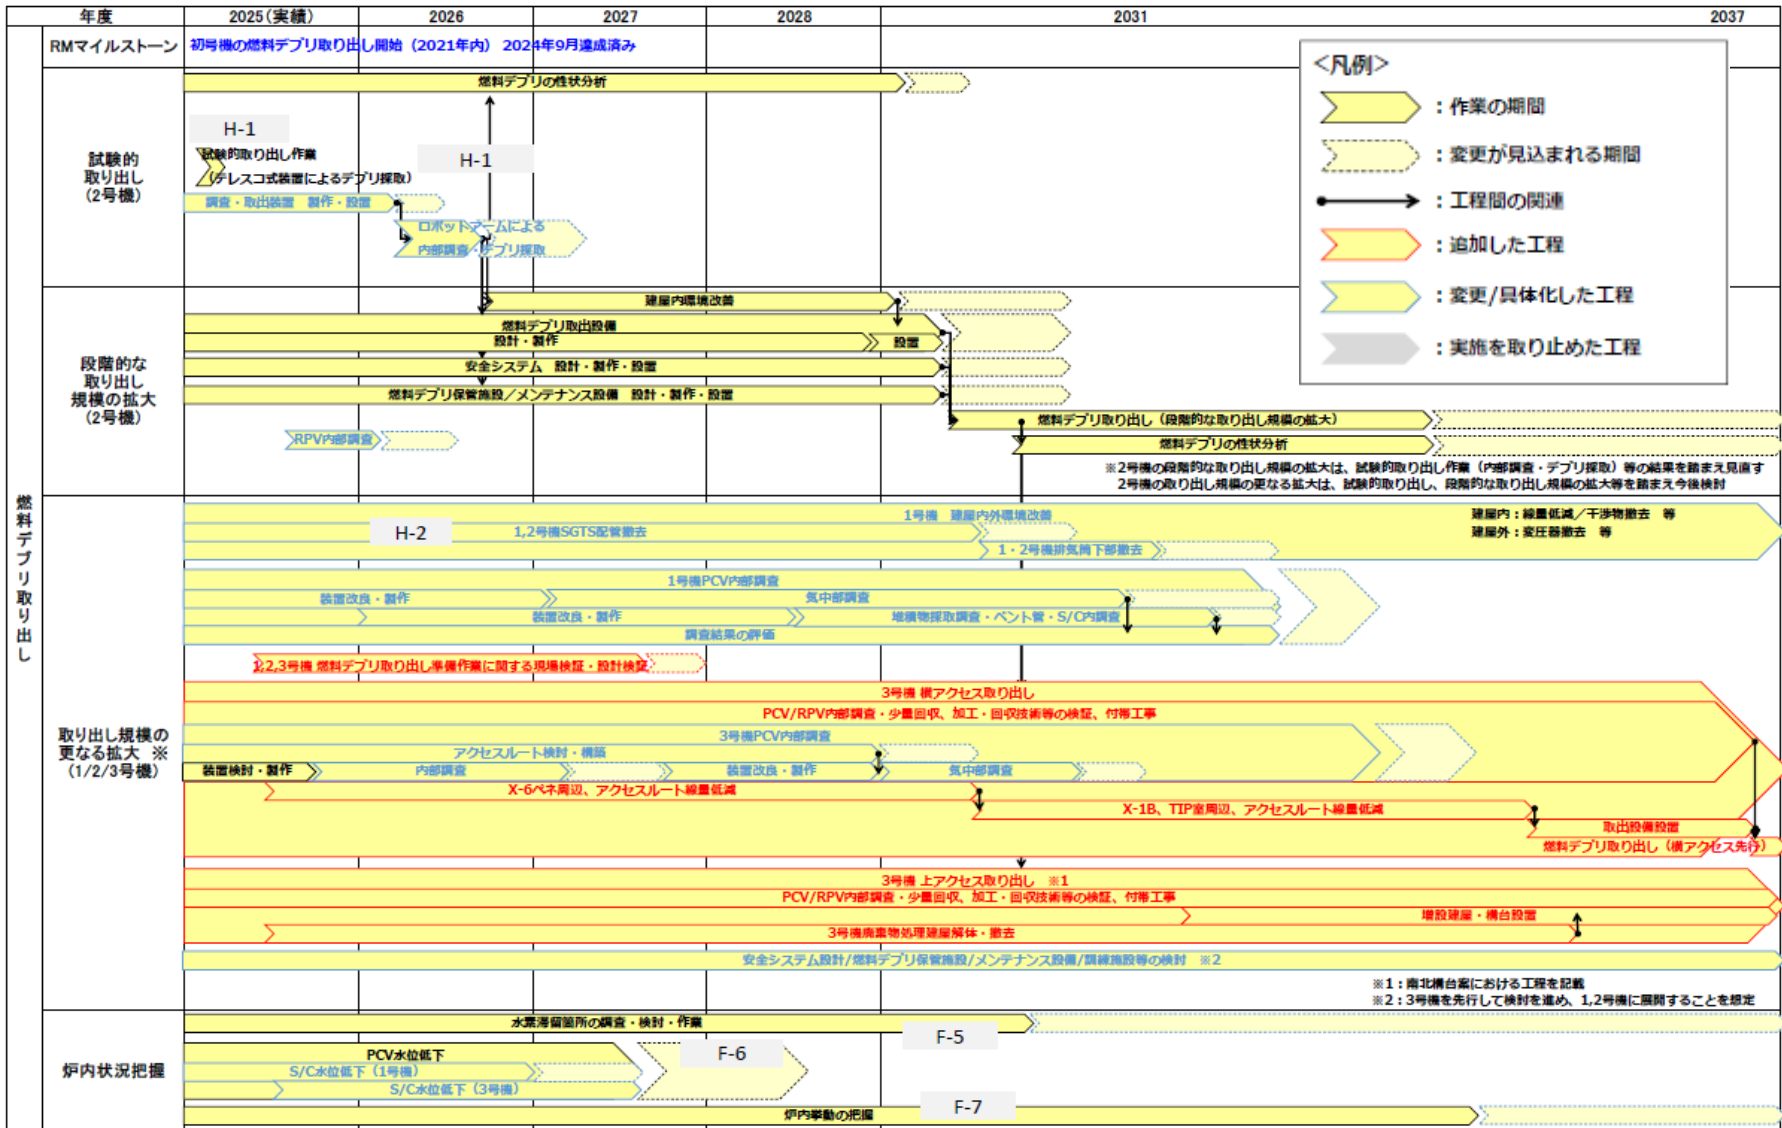 年度 2025(実績) 2026 2027 2028 2031 2037
RMマイルストーン 初号機の燃料デブリ取り出し開始（2021年内） 2024年9月達成済み
<凡例>
：作業の期間
：変更が見込まれる期間
：工程間の関連
：追加した工程
：変更/具体化した工程
：実施を取り止めた工程
燃料デブリ取り出し
試験的
取り出し
(2号機)
燃料デブリの性状分析
H-1
試験的取り出し作業
(テレスコ式装置によるデブリ採取)
H-1
調査・取出装置 製作・設置
ロボットアームによる
内部調査・デブリ採取
段階的な
取り出し
規模の拡大
(2号機)
建屋内環境改善
燃料デブリ取出設備
設計・製作 設置
安全システム 設計・製作・設置
燃料デブリ保管施設／メンテナンス設備 設計・製作・設置
燃料デブリ取り出し（段階的な取り出し規模の拡大）
RPV内部調査
燃料デブリの性状分析
※2号機の段階的な取り出し規模の拡大は、試験的取り出し作業（内部調査・デブリ採取）等の結果を踏まえ見直す
2号機の取り出し規模の更なる拡大は、試験的取り出し、段階的な取り出し規模の拡大等を踏まえ今後検討
取り出し規模の
更なる拡大 ※
(1/2/3号機)
1号機 建屋内外環境改善
建屋内：線量低減／干渉物撤去 等
H-2
1,2号機SGTS配管撤去
建屋外：変圧器撤去 等
1・2号機排気筒下部撤去
1号機PCV内部調査
装置改良・製作 気中部調査
装置改良・製作 堆積物採取調査・ベント管・S/C内調査
調査結果の評価
1,2,3号機 燃料デブリ取り出し準備作業に関する現場検証・設計検証
3号機 横アクセス取り出し
PCV/RPV内部調査・少量回収、加工・回収技術等の検証、付帯工事
3号機PCV内部調査
アクセスルート検討・構築
装置検討・製作 内部調査 装置改良・製作 気中部調査
X-6ペネ周辺、アクセスルート線量低減
X-1B、TIP室周辺、アクセスルート線量低減
取出設備設置
燃料デブリ取り出し（横アクセス先行）
3号機 上アクセス取り出し ※1
PCV/RPV内部調査・少量回収、加工・回収技術等の検証、付帯工事
増設建屋・構台設置
3号機廃棄物処理建屋解体・撤去
安全システム設計/燃料デブリ保管施設/メンテナンス設備/訓練施設等の検討 ※2
※1：南北構台案における工程を記載
※2：3号機を先行して検討を進め、1,2号機に展開することを想定
炉内状況把握
水素滞留箇所の調査・検討・作業
F-5
PCV水位低下
F-6
S/C水位低下（1号機）
S/C水位低下（3号機）
炉内挙動の把握
F-7